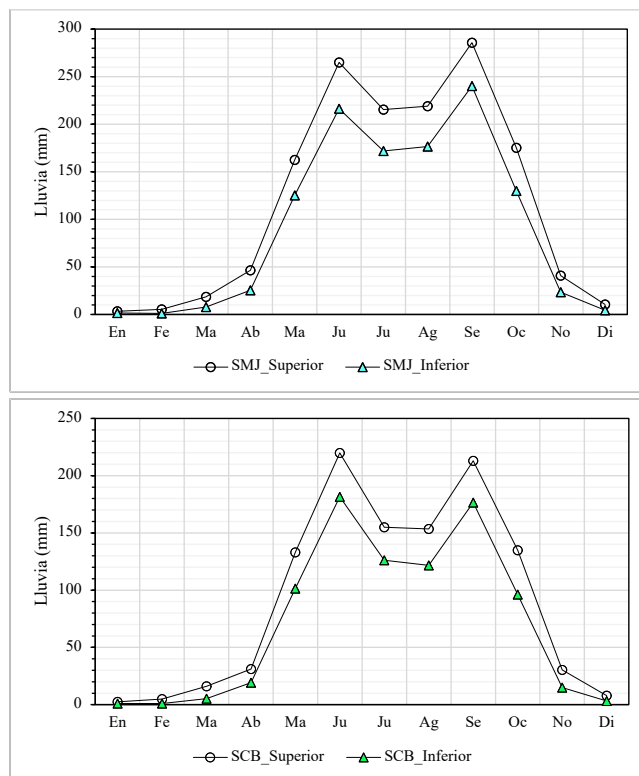 300
250
200
150
100
50
0
Lluvia (mm)
En Fe Ma Ab Ma Ju Ju Ag Se Oc No Di
SMJ_Superior SMJ_Inferior
250
200
150
100
50
0
Lluvia (mm)
En Fe Ma Ab Ma Ju Ju Ag Se Oc No Di
SCB_Superior SCB_Inferior